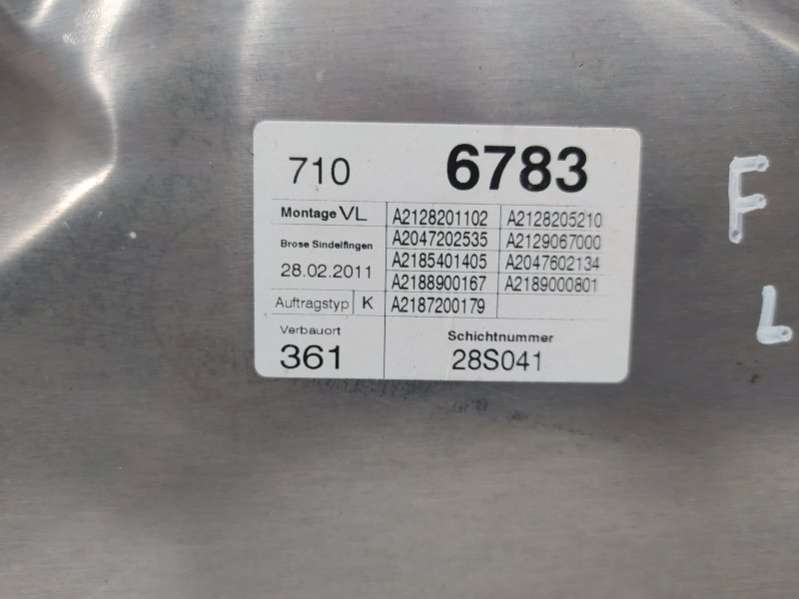 710 6783
Montage VL
Brose Sindelfingen
28.02.2011
Auftragstyp K
A2128201102 A2128205210
A2047202535 A2129067000
A2185401405 A2047602134
A2188900167 A2189000801
A2187200179
Verbauort
361
Schichtnummer
28S041
F
L